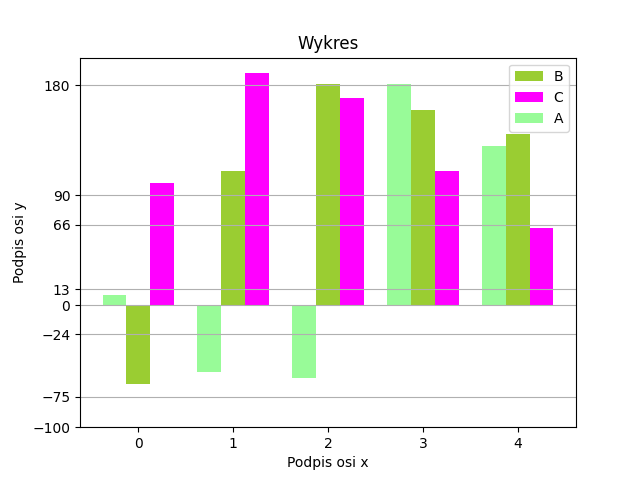 Wykres
B
C
A
180
90
66
13
0
−24
−75
−100
Podpis osi y
0 1 2 3 4
Podpis osi x